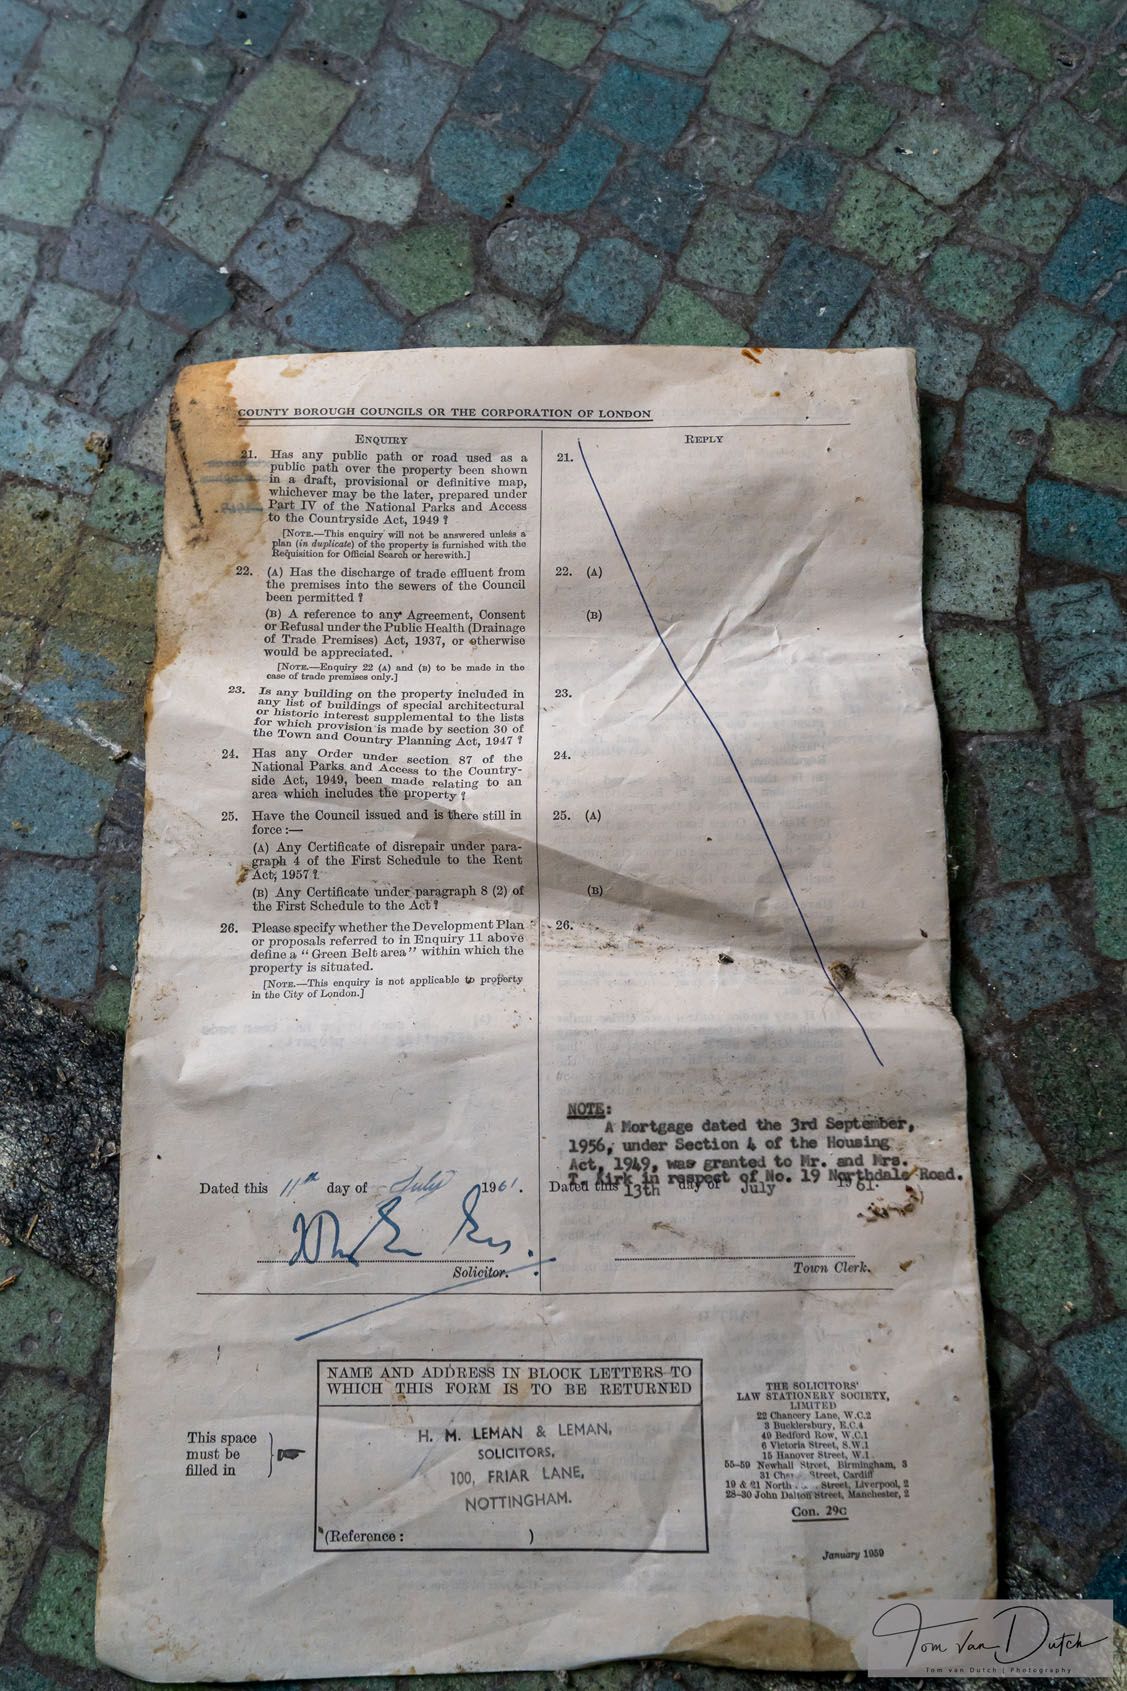 COUNTY BOROUGH COUNCILS OR THE CORPORATION OF LONDON
ENQUIRY
21. Has any public path or road used as a
public path over the property been shown
in a draft, provisional or definitive map,
whichever may be the later, prepared under
Part IV of the National Parks and Access
to the Countryside Act, 1949 ?
[NOTE.—This enquiry will not be answered unless a
plan (in duplicate) of the property is furnished with the
Requisition for Official Search or herewith.]
22. (A) Has the discharge of trade effluent from
the premises into the sewers of the Council
been permitted ?
(B) A reference to any Agreement, Consent
or Refusal under the Public Health (Drainage
of Trade Premises) Act, 1937, or otherwise
would be appreciated.
[NOTE.—Enquiry 22 (A) and (B) to be made in the
case of trade premises only.]
23. Is any building on the property included in
any list of buildings of special architectural
or historic interest supplemental to the lists
for which provision is made by section 30 of
the Town and Country Planning Act, 1947 ?
24. Has any Order under section 87 of the
National Parks and Access to the Country-
side Act, 1949, been made relating to an
area which includes the property ?
25. Have the Council issued and is there still in
force :—
(A) Any Certificate of disrepair under para-
graph 4 of the First Schedule to the Rent
Act, 1957 ?
(B) Any Certificate under paragraph 8 (2) of
the First Schedule to the Act ?
26. Please specify whether the Development Plan
or proposals referred to in Enquiry 11 above
define a "Green Belt area" within which the
property is situated.
[NOTE.—This enquiry is not applicable to property
in the City of London.]
REPLY
21.
22. (A)
(B)
23.
24.
25. (A)
(B)
26.
NOTE:
A Mortgage dated the 3rd September,
1956, under Section 4 of the Housing
Act, 1949, was granted to Mr. and Mrs.
T. Kirk in respect of No. 19 Northdale Road.
Dated this 11th day of July 1961.
Solicitor.
Dated this 13th day of July 1961.
Town Clerk.
NAME AND ADDRESS IN BLOCK LETTERS TO
WHICH THIS FORM IS TO BE RETURNED
This space
must be
filled in
H. M. LEMAN & LEMAN,
SOLICITORS,
100, FRIAR LANE,
NOTTINGHAM.
(Reference : )
THE SOLICITORS'
LAW STATIONERY SOCIETY,
LIMITED
22 Chancery Lane, W.C.2
3 Bucklersbury, E.C.4
49 Bedford Row, W.C.1
6 Victoria Street, S.W.1
15 Hanover Street, W.1
55-59 Newhall Street, Birmingham, 3
31 Street, Cardiff
19 & 21 North Street, Liverpool, 2
28-30 John Dalton Street, Manchester, 2
Con. 29C
January 1959
Tom van Dutch
Tom van Dutch | Photography